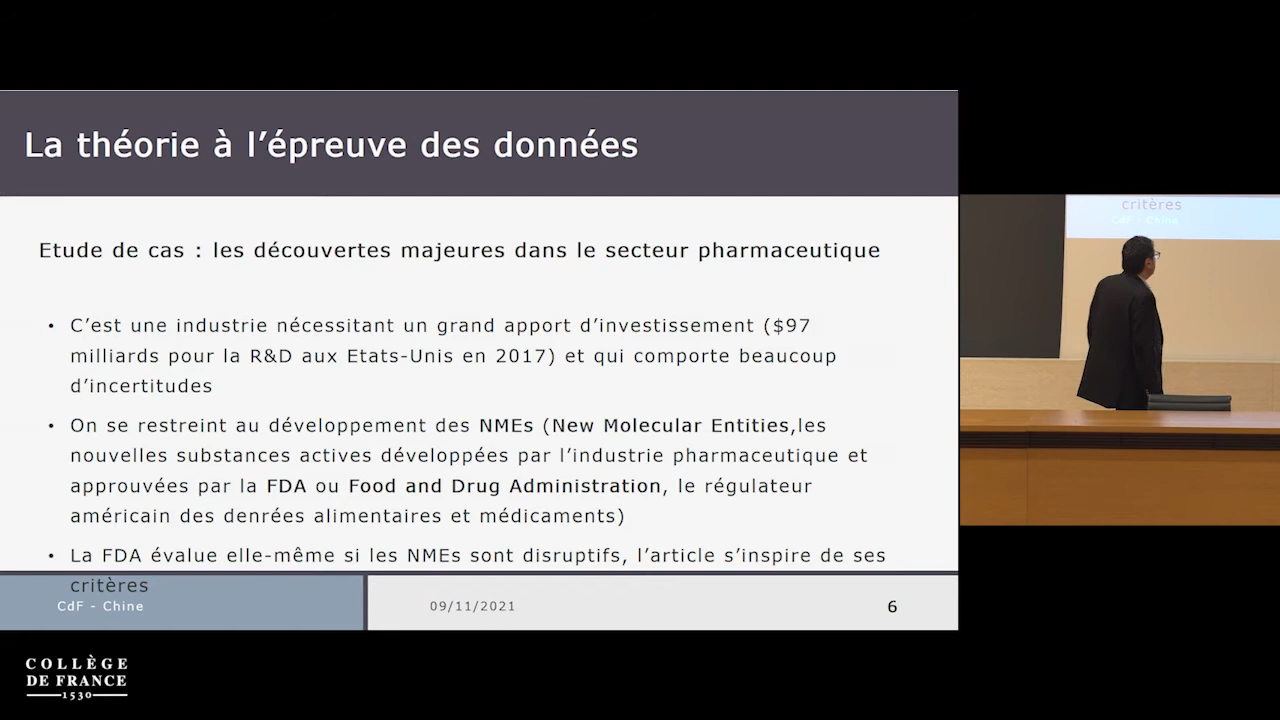 La théorie à l’épreuve des données
Etude de cas : les découvertes majeures dans le secteur pharmaceutique
• C’est une industrie nécessitant un grand apport d’investissement ($97
milliards pour la R&D aux Etats-Unis en 2017) et qui comporte beaucoup
d’incertitudes
• On se restreint au développement des NMEs (New Molecular Entities,les
nouvelles substances actives développées par l’industrie pharmaceutique et
approuvées par la FDA ou Food and Drug Administration, le régulateur
américain des denrées alimentaires et médicaments)
• La FDA évalue elle-même si les NMEs sont disruptifs, l’article s’inspire de ses
critères
CdF - Chine
09/11/2021
6
critères
CdF - Chine
COLLÈGE
DE FRANCE
1530